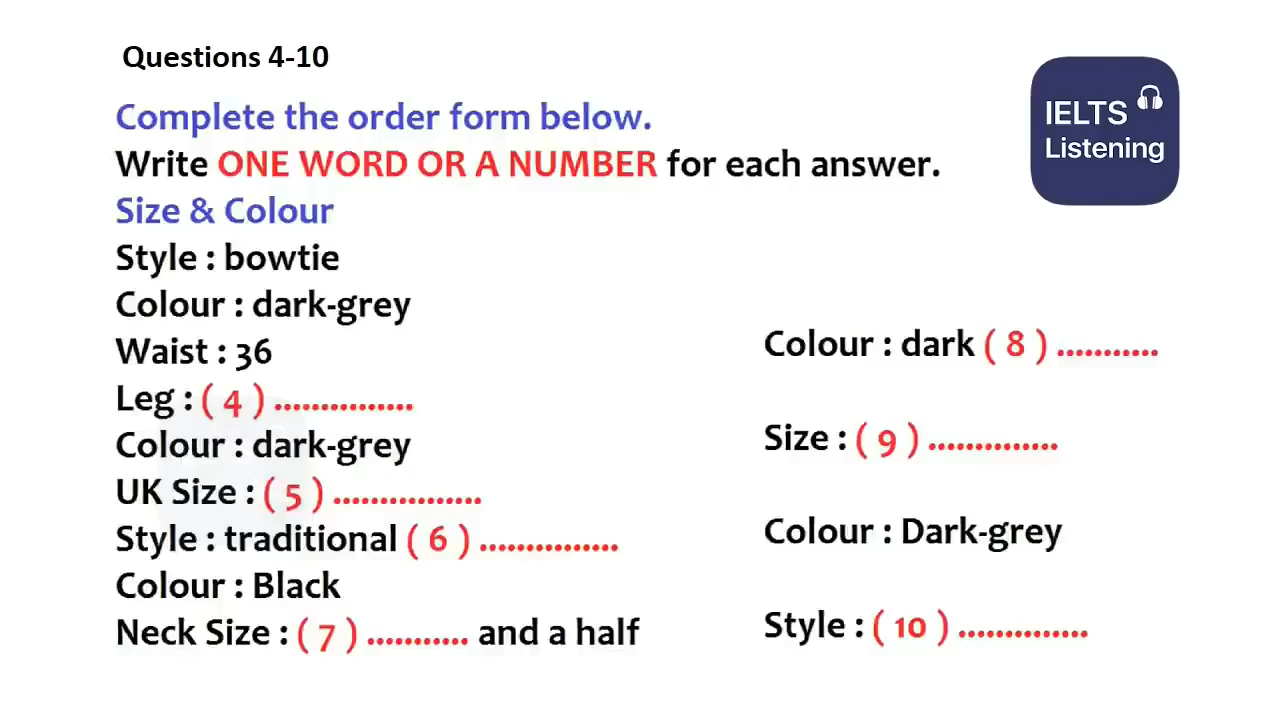 Questions 4-10
IELTS
Listening
Complete the order form below.
Write ONE WORD OR A NUMBER for each answer.
Size & Colour
Style : bowtie
Colour : dark-grey
Waist : 36
Leg : ( 4 ) ...............
Colour : dark-grey
UK Size : ( 5 ) ................
Style : traditional ( 6 ) ...............
Colour : Black
Neck Size : ( 7 ) ........... and a half
Colour : dark ( 8 ) ...........
Size : ( 9 ) ..............
Colour : Dark-grey
Style : ( 10 ) ..............